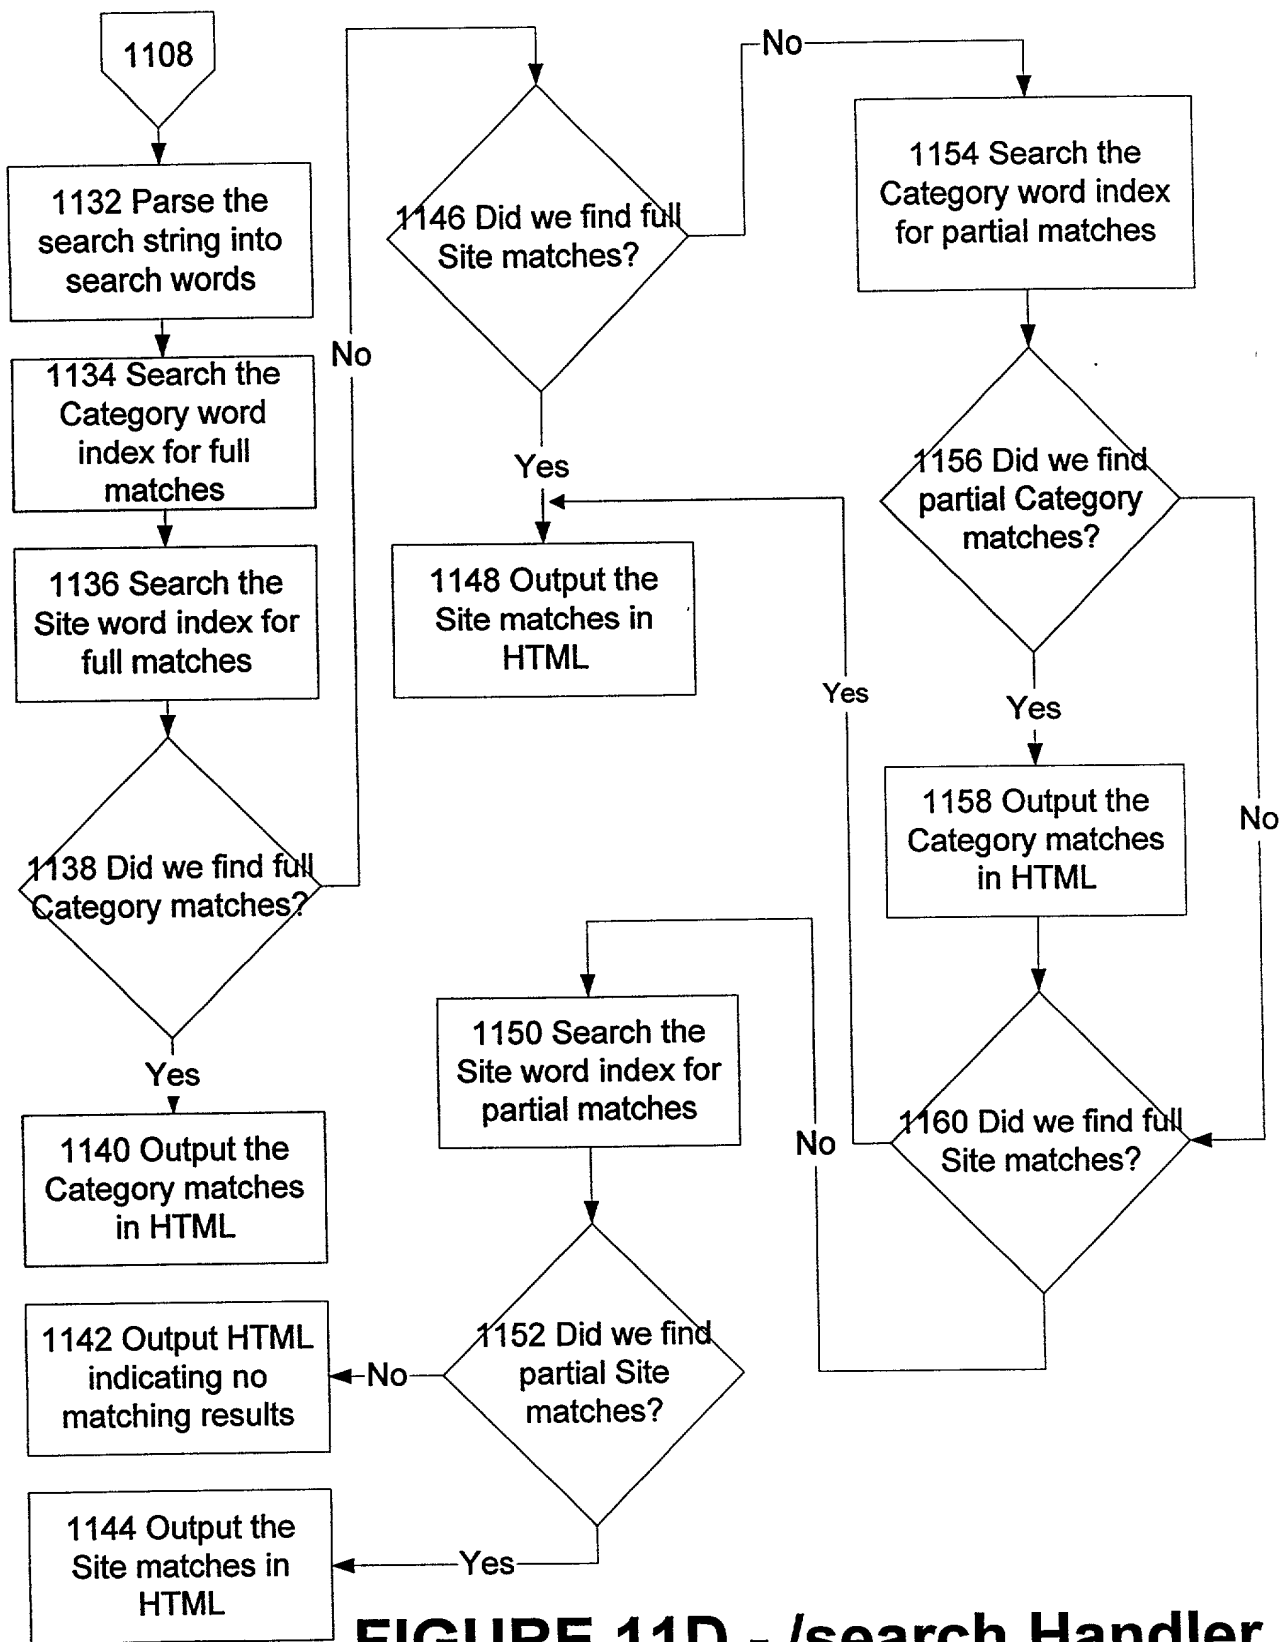 1108
1132 Parse the
search string into
search words
1134 Search the
Category word
index for full
matches
1136 Search the
Site word index for
full matches
1138 Did we find full
Category matches?
No
Yes
1140 Output the
Category matches
in HTML
1142 Output HTML
indicating no
matching results
1144 Output the
Site matches in
HTML
1146 Did we find full
Site matches?
No
Yes
1148 Output the
Site matches in
HTML
1150 Search the
Site word index for
partial matches
1152 Did we find
partial Site
matches?
No
Yes
1154 Search the
Category word index
for partial matches
1156 Did we find
partial Category
matches?
Yes
No
1158 Output the
Category matches
in HTML
1160 Did we find full
Site matches?
Yes
No
FIGURE 11D - /search Handler